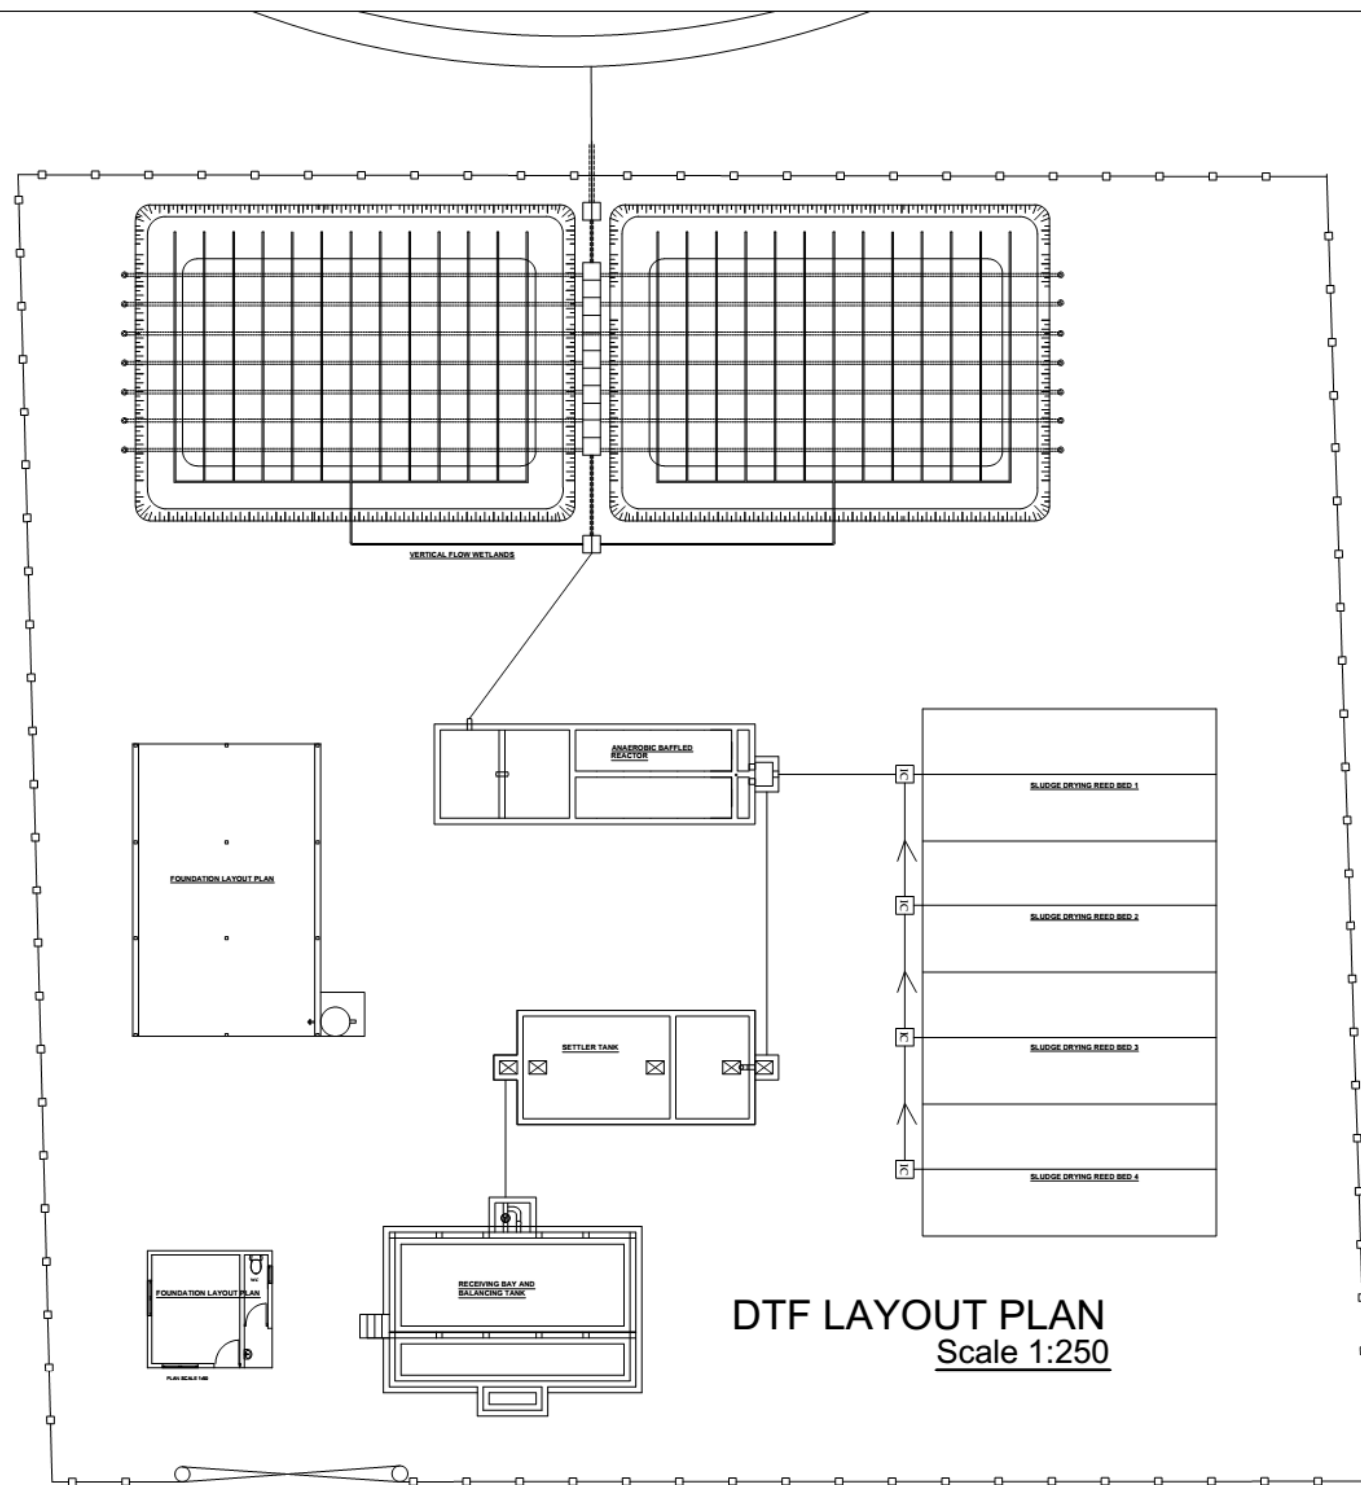 VERTICAL FLOW WETLANDS
ANAEROBIC BAFFLED
REACTOR
IC
SLUDGE DRYING REED BED 1
FOUNDATION LAYOUT PLAN
IC
SLUDGE DRYING REED BED 2
IC
SLUDGE DRYING REED BED 3
SETTLER TANK
IC
SLUDGE DRYING REED BED 4
WC
FOUNDATION LAYOUT PLAN
RECEIVING BAY AND
BALANCING TANK
DTF LAYOUT PLAN
Scale 1:250